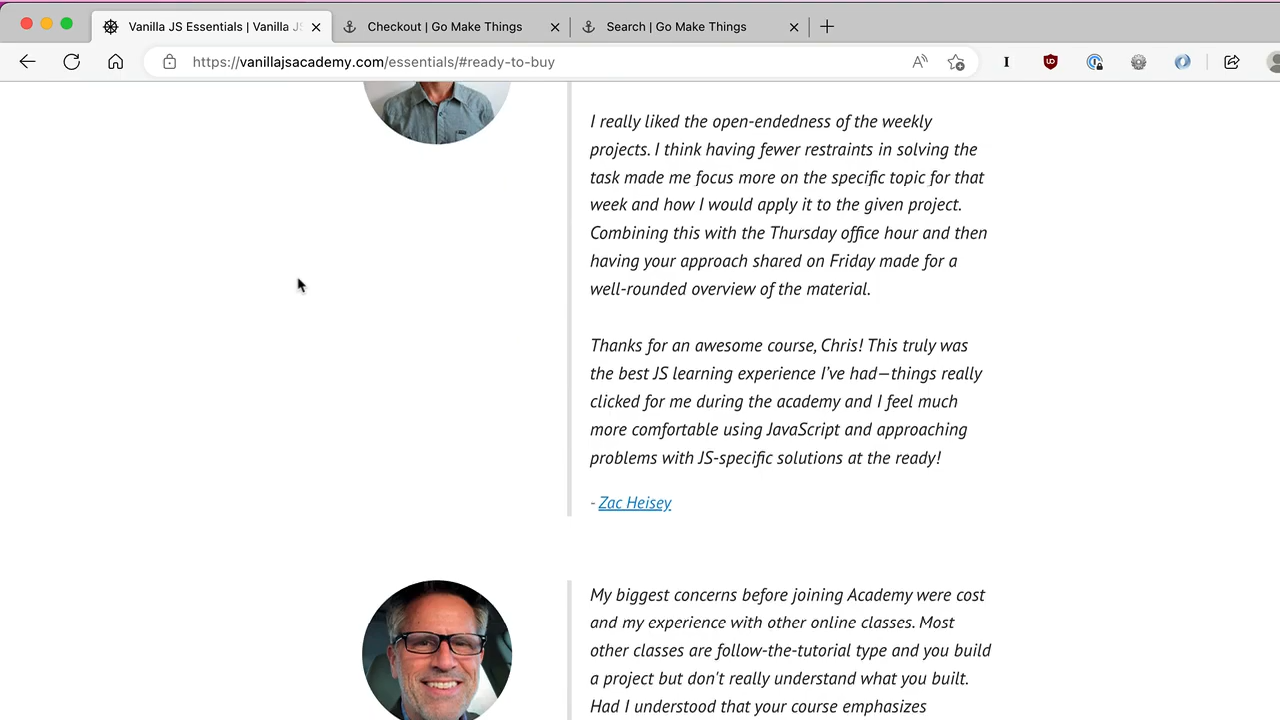 Vanilla JS Essentials | Vanilla JS
Checkout | Go Make Things
Search | Go Make Things
https://vanillajsacademy.com/essentials/#ready-to-buy
I really liked the open-endedness of the weekly
projects. I think having fewer restraints in solving the
task made me focus more on the specific topic for that
week and how I would apply it to the given project.
Combining this with the Thursday office hour and then
having your approach shared on Friday made for a
well-rounded overview of the material.
Thanks for an awesome course, Chris! This truly was
the best JS learning experience I've had—things really
clicked for me during the academy and I feel much
more comfortable using JavaScript and approaching
problems with JS-specific solutions at the ready!
- Zac Heisey
My biggest concerns before joining Academy were cost
and my experience with other online classes. Most
other classes are follow-the-tutorial type and you build
a project but don't really understand what you built.
Had I understood that your course emphasizes